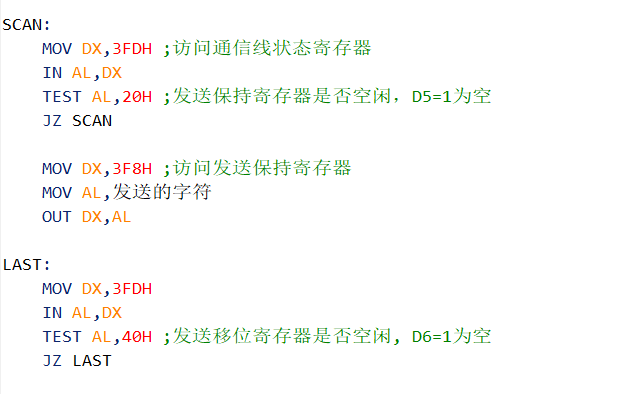 SCAN:
MOV DX,3FDH ;访问通信线状态寄存器
IN AL,DX
TEST AL,20H ;发送保持寄存器是否空闲，D5=1为空
JZ SCAN
MOV DX,3F8H ;访问发送保持寄存器
MOV AL,发送的字符
OUT DX,AL
LAST:
MOV DX,3FDH
IN AL,DX
TEST AL,40H ;发送移位寄存器是否空闲, D6=1为空
JZ LAST